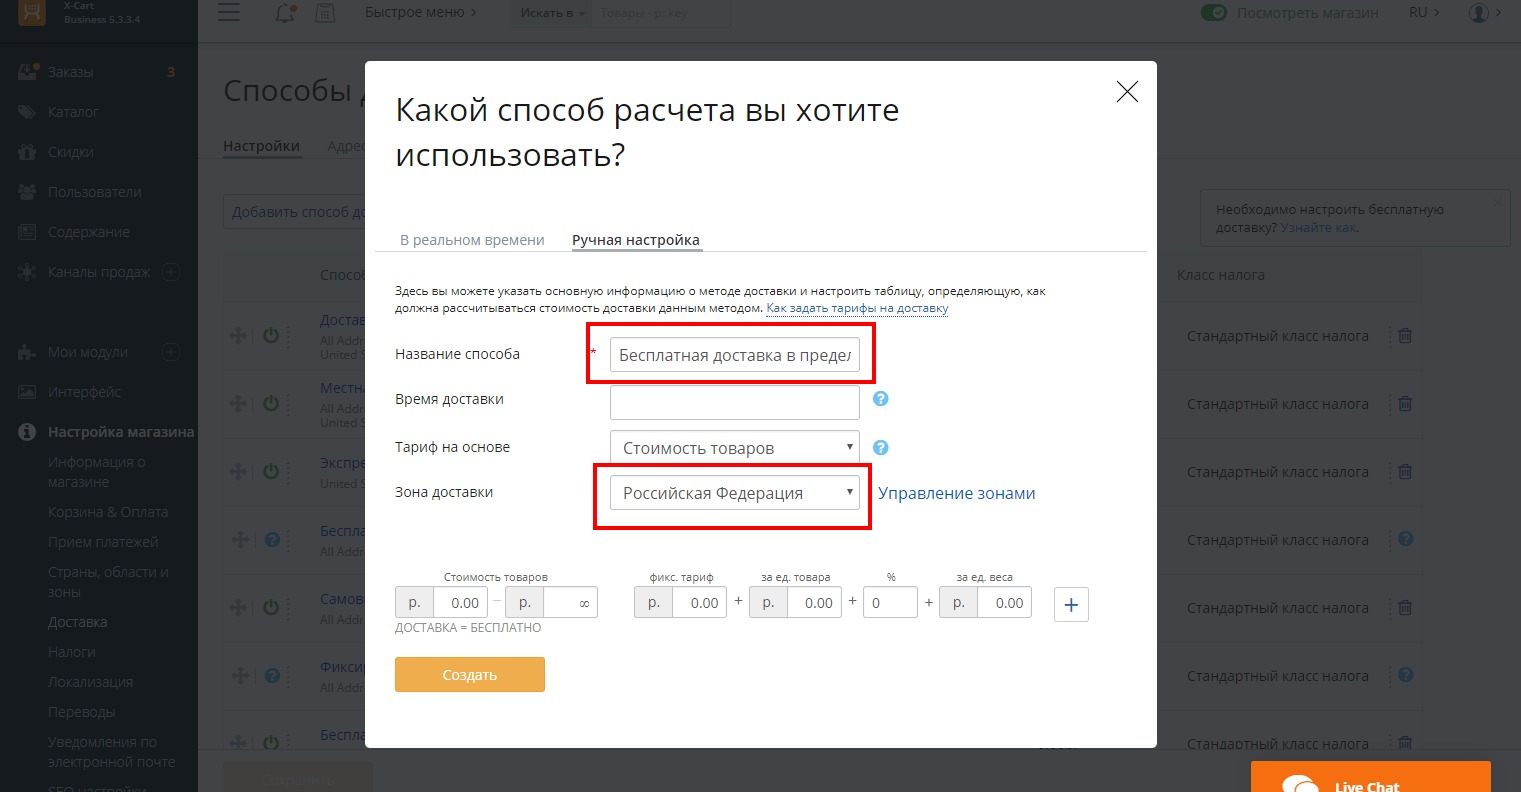 X-Cart
Business 5.3.3.4
Быстрое меню
Искать в
Товары - pr.key
Посмотреть магазин
RU
Заказы
3
Каталог
Скидки
Пользователи
Содержание
Каналы продаж
Мои модули
Интерфейс
Настройка магазина
Информация о
магазине
Корзина & Оплата
Прием платежей
Страны, области и
зоны
Доставка
Налоги
Локализация
Переводы
Уведомления по
электронной почте
SEO настройки
Способы
Настройки
Адрес
Добавить способ до
Необходимо настроить бесплатную
доставку? Узнайте как.
Способ
Класс налога
Достав
All Addr
United S
Стандартный класс налога
Местна
All Addr
United S
Стандартный класс налога
Экспре
United S
Стандартный класс налога
Беспла
All Addr
Стандартный класс налога
Самовы
All Addr
Стандартный класс налога
Фиксир
All Addr
Стандартный класс налога
Беспла
Стандартный класс налога
Сохранить
Какой способ расчета вы хотите
использовать?
В реальном времени
Ручная настройка
Здесь вы можете указать основную информацию о методе доставки и настроить таблицу, определяющую, как
должна рассчитываться стоимость доставки данным методом. Как задать тарифы на доставку
Название способа
* Бесплатная доставка в предел
Время доставки
?
Тариф на основе
Стоимость товаров
?
Зона доставки
Российская Федерация
Управление зонами
Стоимость товаров
фикс. тариф
за ед. товара
%
за ед. веса
р. 0.00 – р. ∞ р. 0.00 + р. 0.00 + 0 + р. 0.00 +
ДОСТАВКА = БЕСПЛАТНО
Создать
Live Chat